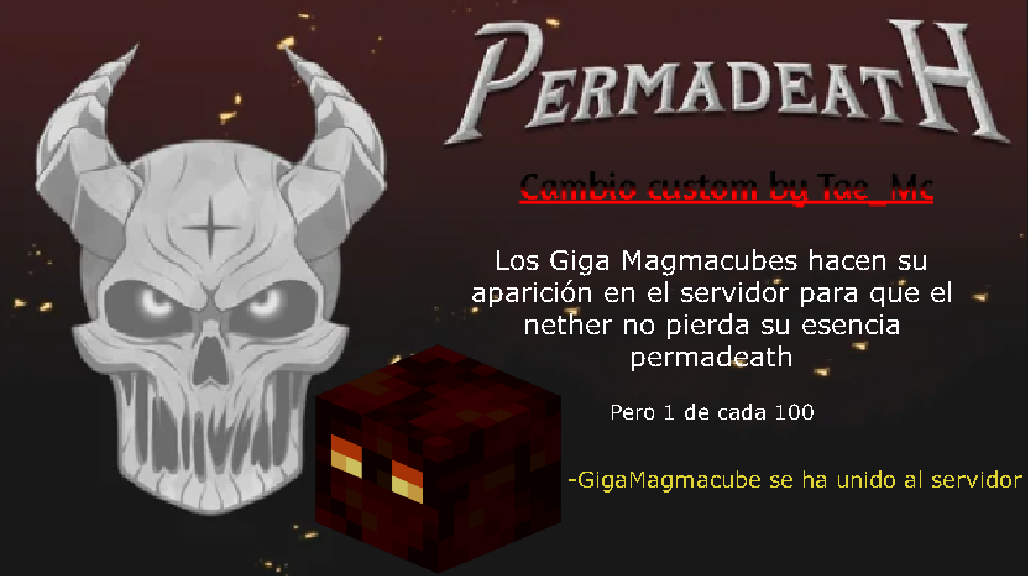 PERMADEATH
Cambio custom by Tae_Mc
Los Giga Magmacubes hacen su
aparición en el servidor para que el
nether no pierda su esencia
permadeath
Pero 1 de cada 100
-GigaMagmacube se ha unido al servidor